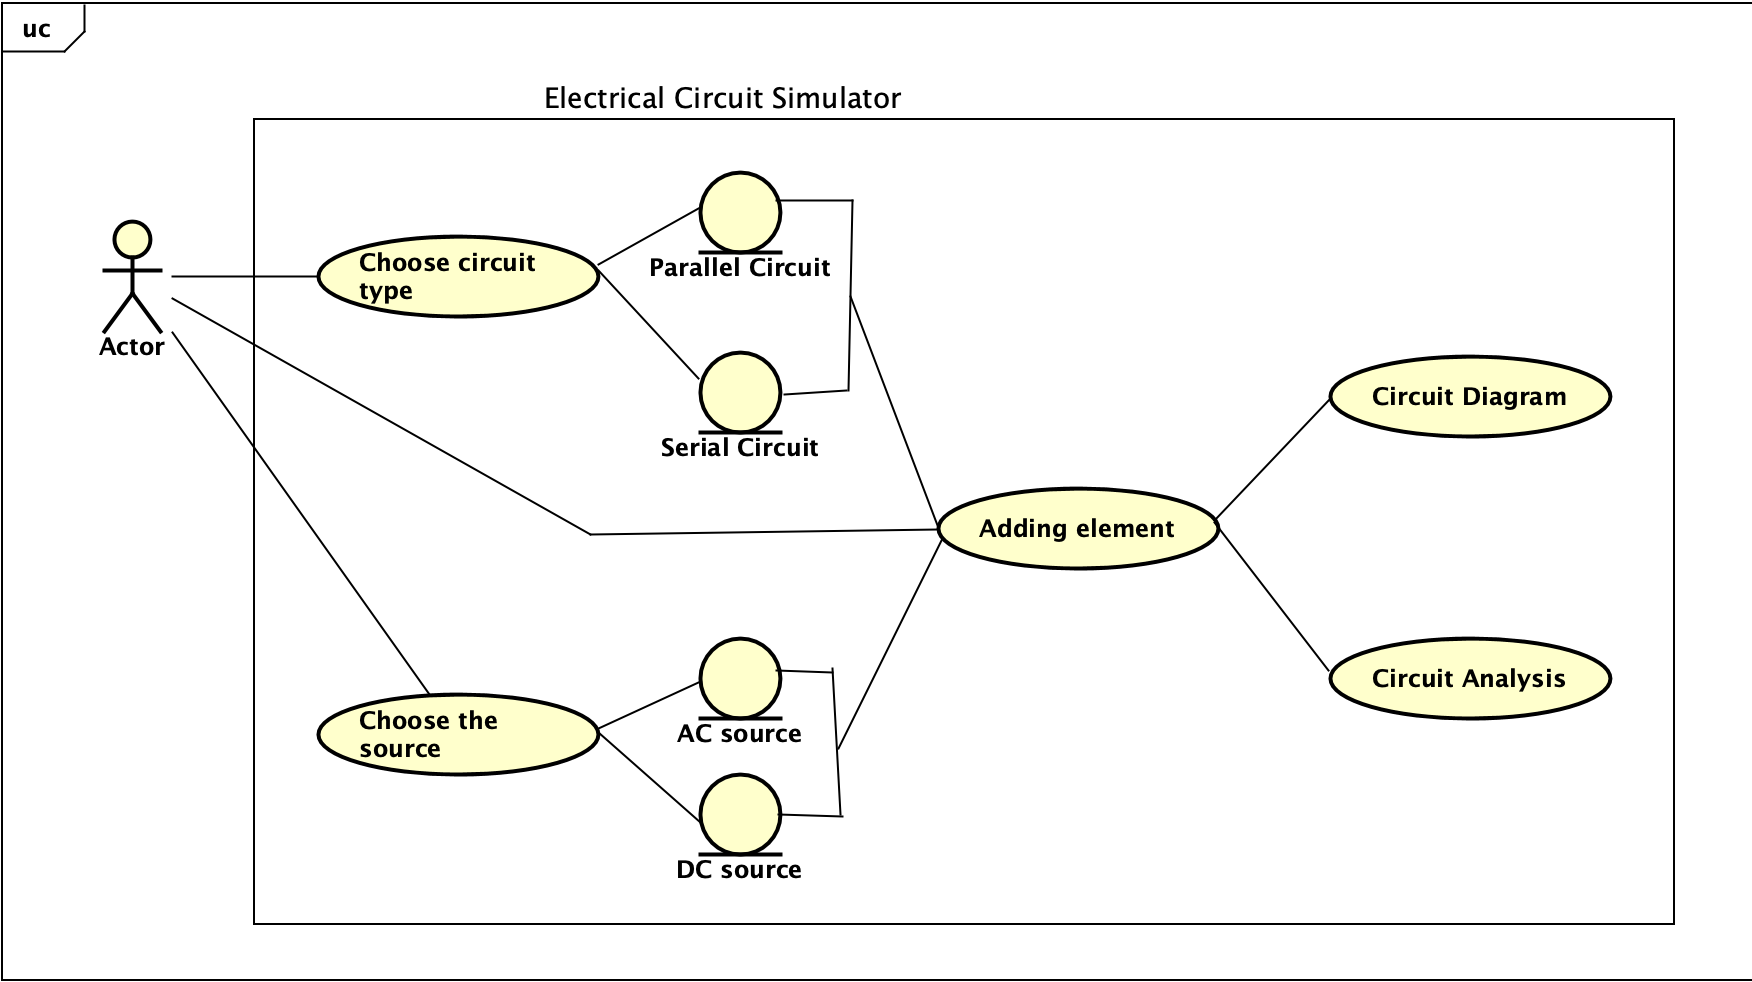 uc
Electrical Circuit Simulator
Actor
Choose circuit
type
Parallel Circuit
Serial Circuit
Adding element
Circuit Diagram
Circuit Analysis
Choose the
source
AC source
DC source